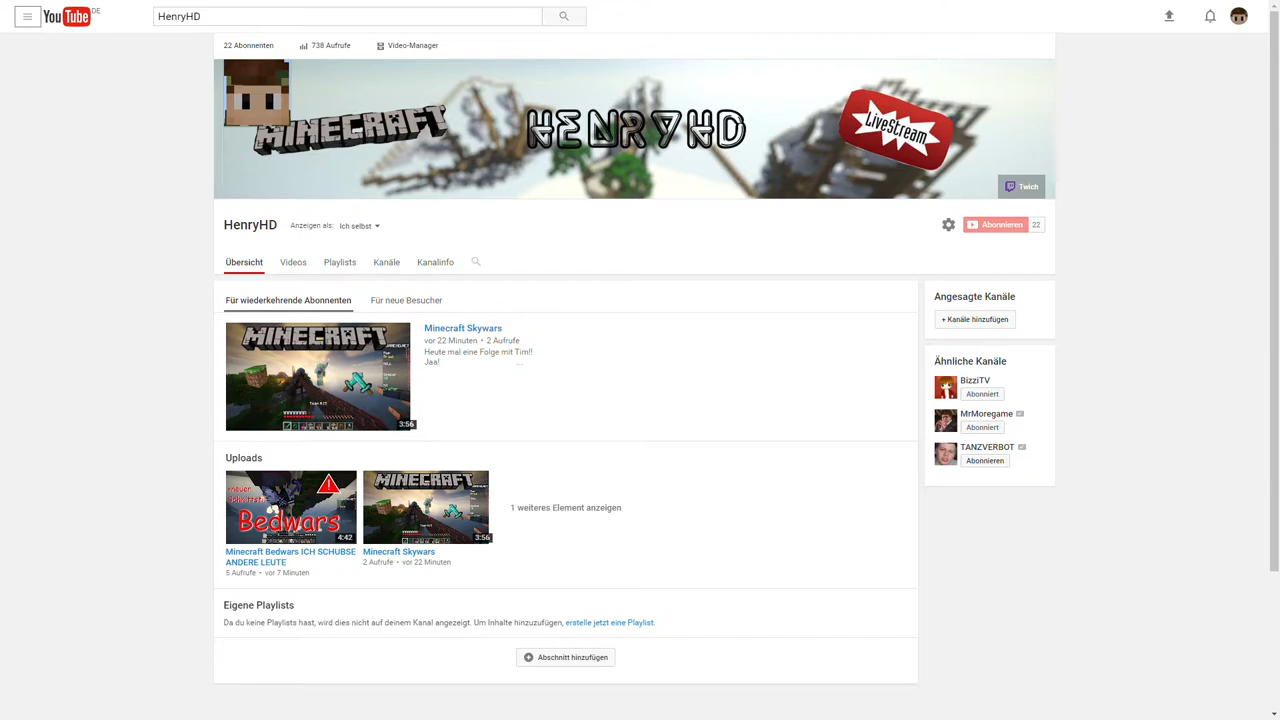 YouTube DE
HenryHD
22 Abonnenten 738 Aufrufe Video-Manager
MINECRAFT HENRYHD LiveStream
Twich
HenryHD Anzeigen als: Ich selbst Abonnieren 22
Übersicht Videos Playlists Kanäle Kanalinfo
Für wiederkehrende Abonnenten Für neue Besucher
MINECRAFT
3:56
Minecraft Skywars
vor 22 Minuten • 2 Aufrufe
Heute mal eine Folge mit Tim!!
Jaa! ...
Uploads
Bedwars
4:42
Minecraft Bedwars ICH SCHUBSE
ANDERE LEUTE
5 Aufrufe • vor 7 Minuten
MINECRAFT
3:56
Minecraft Skywars
2 Aufrufe • vor 22 Minuten
1 weiteres Element anzeigen
Eigene Playlists
Da du keine Playlists hast, wird dies nicht auf deinem Kanal angezeigt. Um Inhalte hinzuzufügen, erstelle jetzt eine Playlist.
Abschnitt hinzufügen
Angesagte Kanäle
+ Kanäle hinzufügen
Ähnliche Kanäle
BizziTV
Abonniert
MrMoregame
Abonniert
TANZVERBOT
Abonnieren